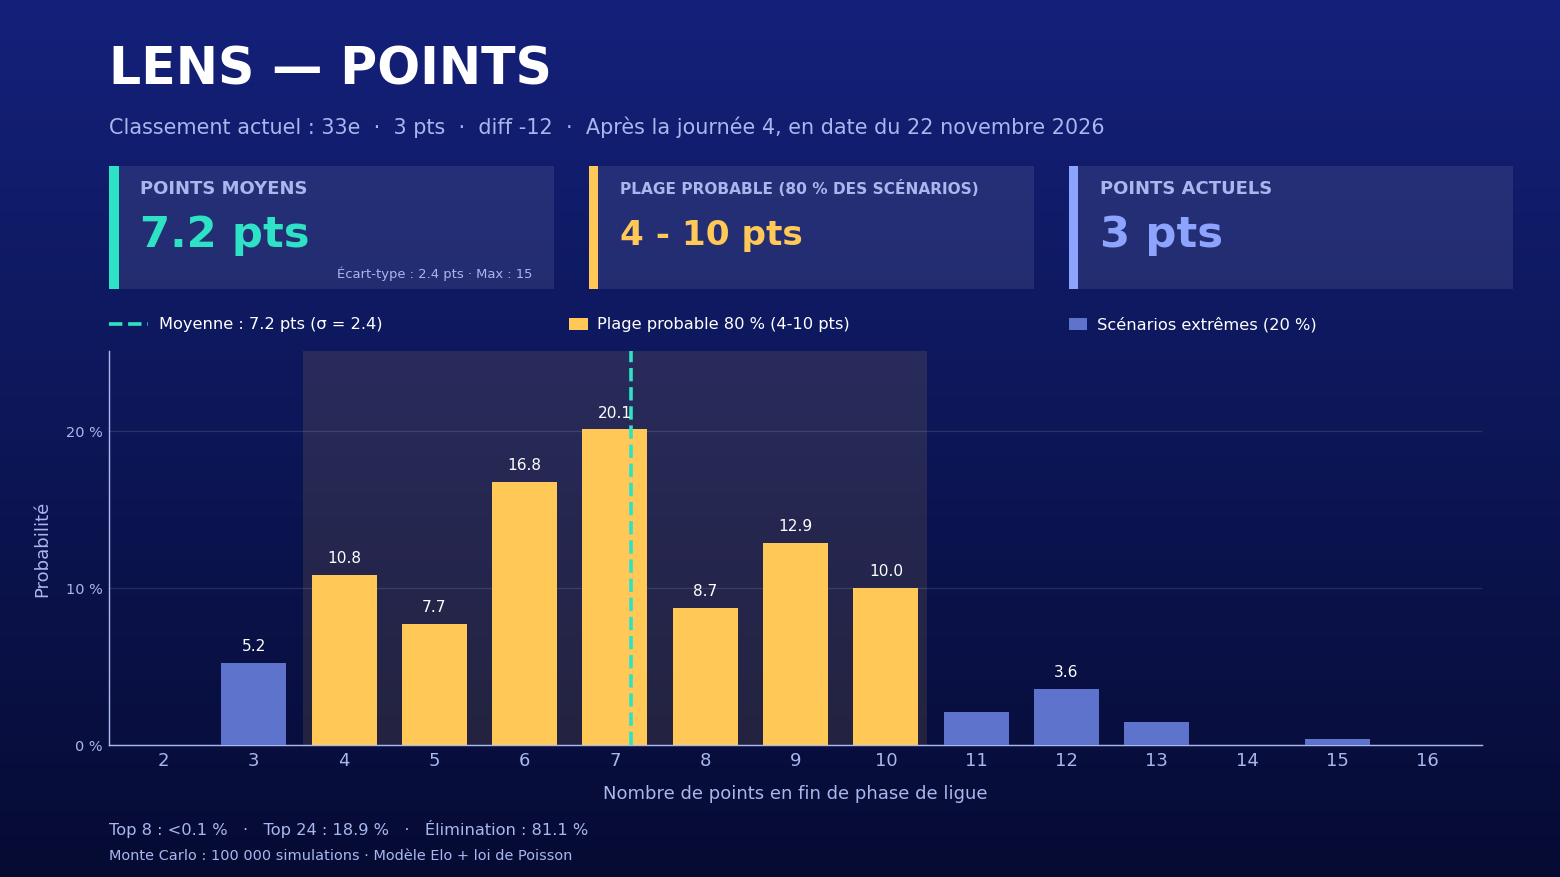 LENS — POINTS
Classement actuel : 33e · 3 pts · diff -12 · Après la journée 4, en date du 22 novembre 2026
POINTS MOYENS
7.2 pts
Écart-type : 2.4 pts · Max : 15
PLAGE PROBABLE (80 % DES SCÉNARIOS)
4 - 10 pts
POINTS ACTUELS
3 pts
Moyenne : 7.2 pts (σ = 2.4)
Plage probable 80 % (4-10 pts)
Scénarios extrêmes (20 %)
Probabilité
20 %
10 %
0 %
5.2
10.8
7.7
16.8
20.1
8.7
12.9
10.0
3.6
2 3 4 5 6 7 8 9 10 11 12 13 14 15 16
Nombre de points en fin de phase de ligue
Top 8 : <0.1 % · Top 24 : 18.9 % · Élimination : 81.1 %
Monte Carlo : 100 000 simulations · Modèle Elo + loi de Poisson